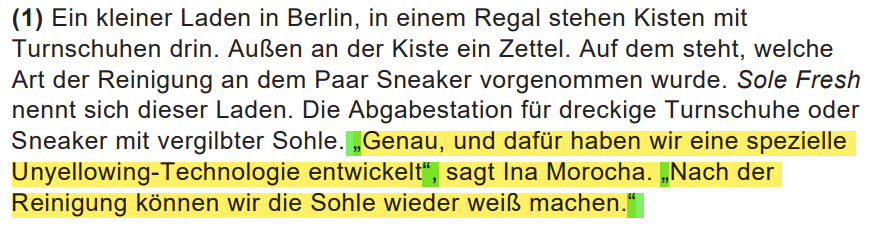 (1) Ein kleiner Laden in Berlin, in einem Regal stehen Kisten mit
Turnschuhen drin. Außen an der Kiste ein Zettel. Auf dem steht, welche
Art der Reinigung an dem Paar Sneaker vorgenommen wurde. Sole Fresh
nennt sich dieser Laden. Die Abgabestation für dreckige Turnschuhe oder
Sneaker mit vergilbter Sohle. „Genau, und dafür haben wir eine spezielle
Unyellowing-Technologie entwickelt“, sagt Ina Morocha. „Nach der
Reinigung können wir die Sohle wieder weiß machen.“